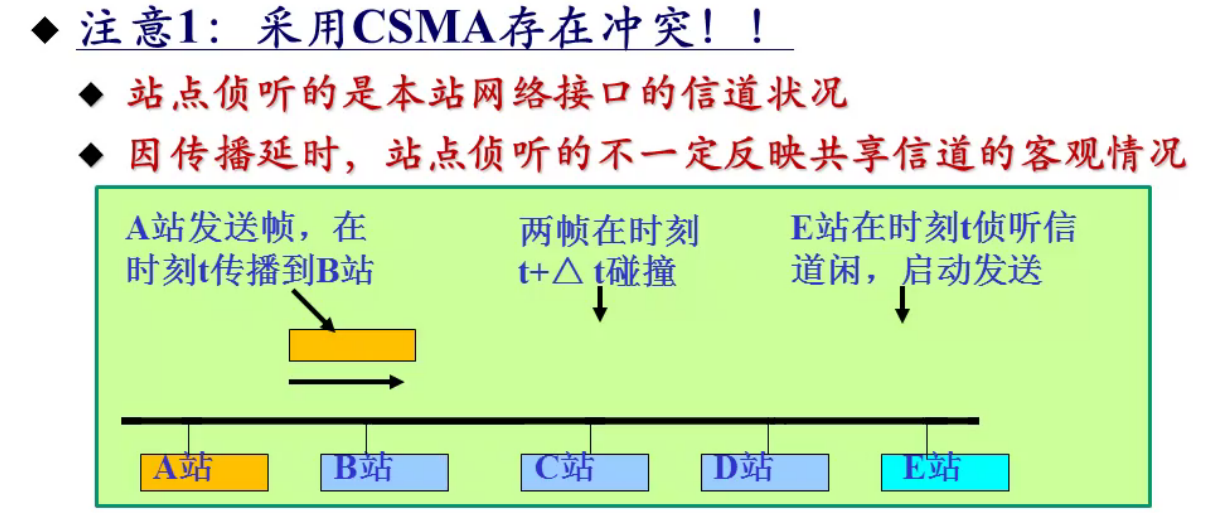 注意1：采用CSMA存在冲突！！
站点侦听的是本站网络接口的信道状况
因传播延时，站点侦听的不一定反映共享信道的客观情况
A站发送帧，在
时刻t传播到B站
两帧在时刻
t+△ t碰撞
E站在时刻t侦听信
道闲，启动发送
A站
B站
C站
D站
E站